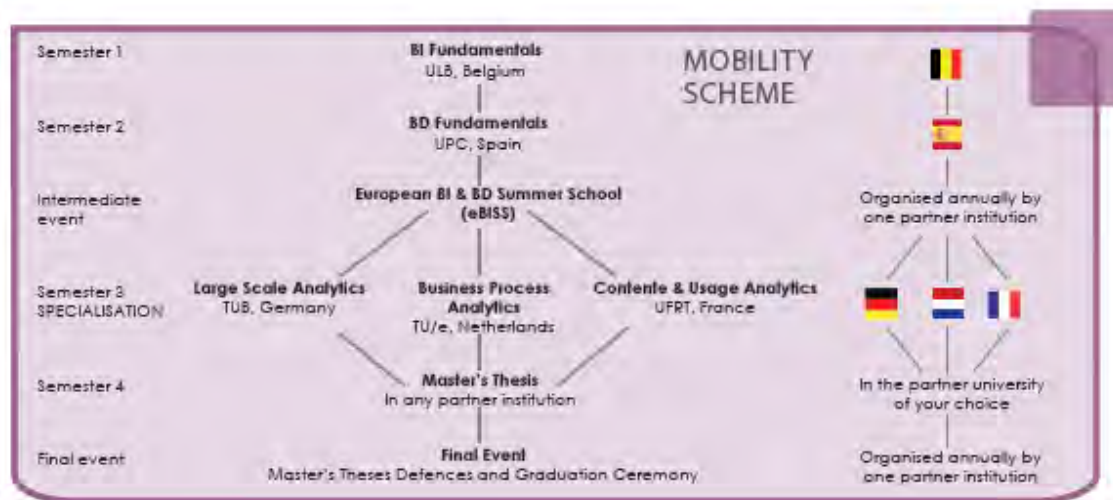 Semester 1
BI Fundamentals
ULB, Belgium
MOBILITY
SCHEME
Semester 2
BD Fundamentals
UPC, Spain
Intermediate
event
European BI & BD Summer School
(eBISS)
Organised annually by
one partner institution
Semester 3
SPECIALISATION
Large Scale Analytics
TUB, Germany
Business Process
Analytics
TU/e, Netherlands
Contente & Usage Analytics
UFRT, France
Semester 4
Master's Thesis
In any partner institution
In the partner university
of your choice
Final event
Final Event
Master's Theses Defences and Graduation Ceremony
Organised annually by
one partner institution